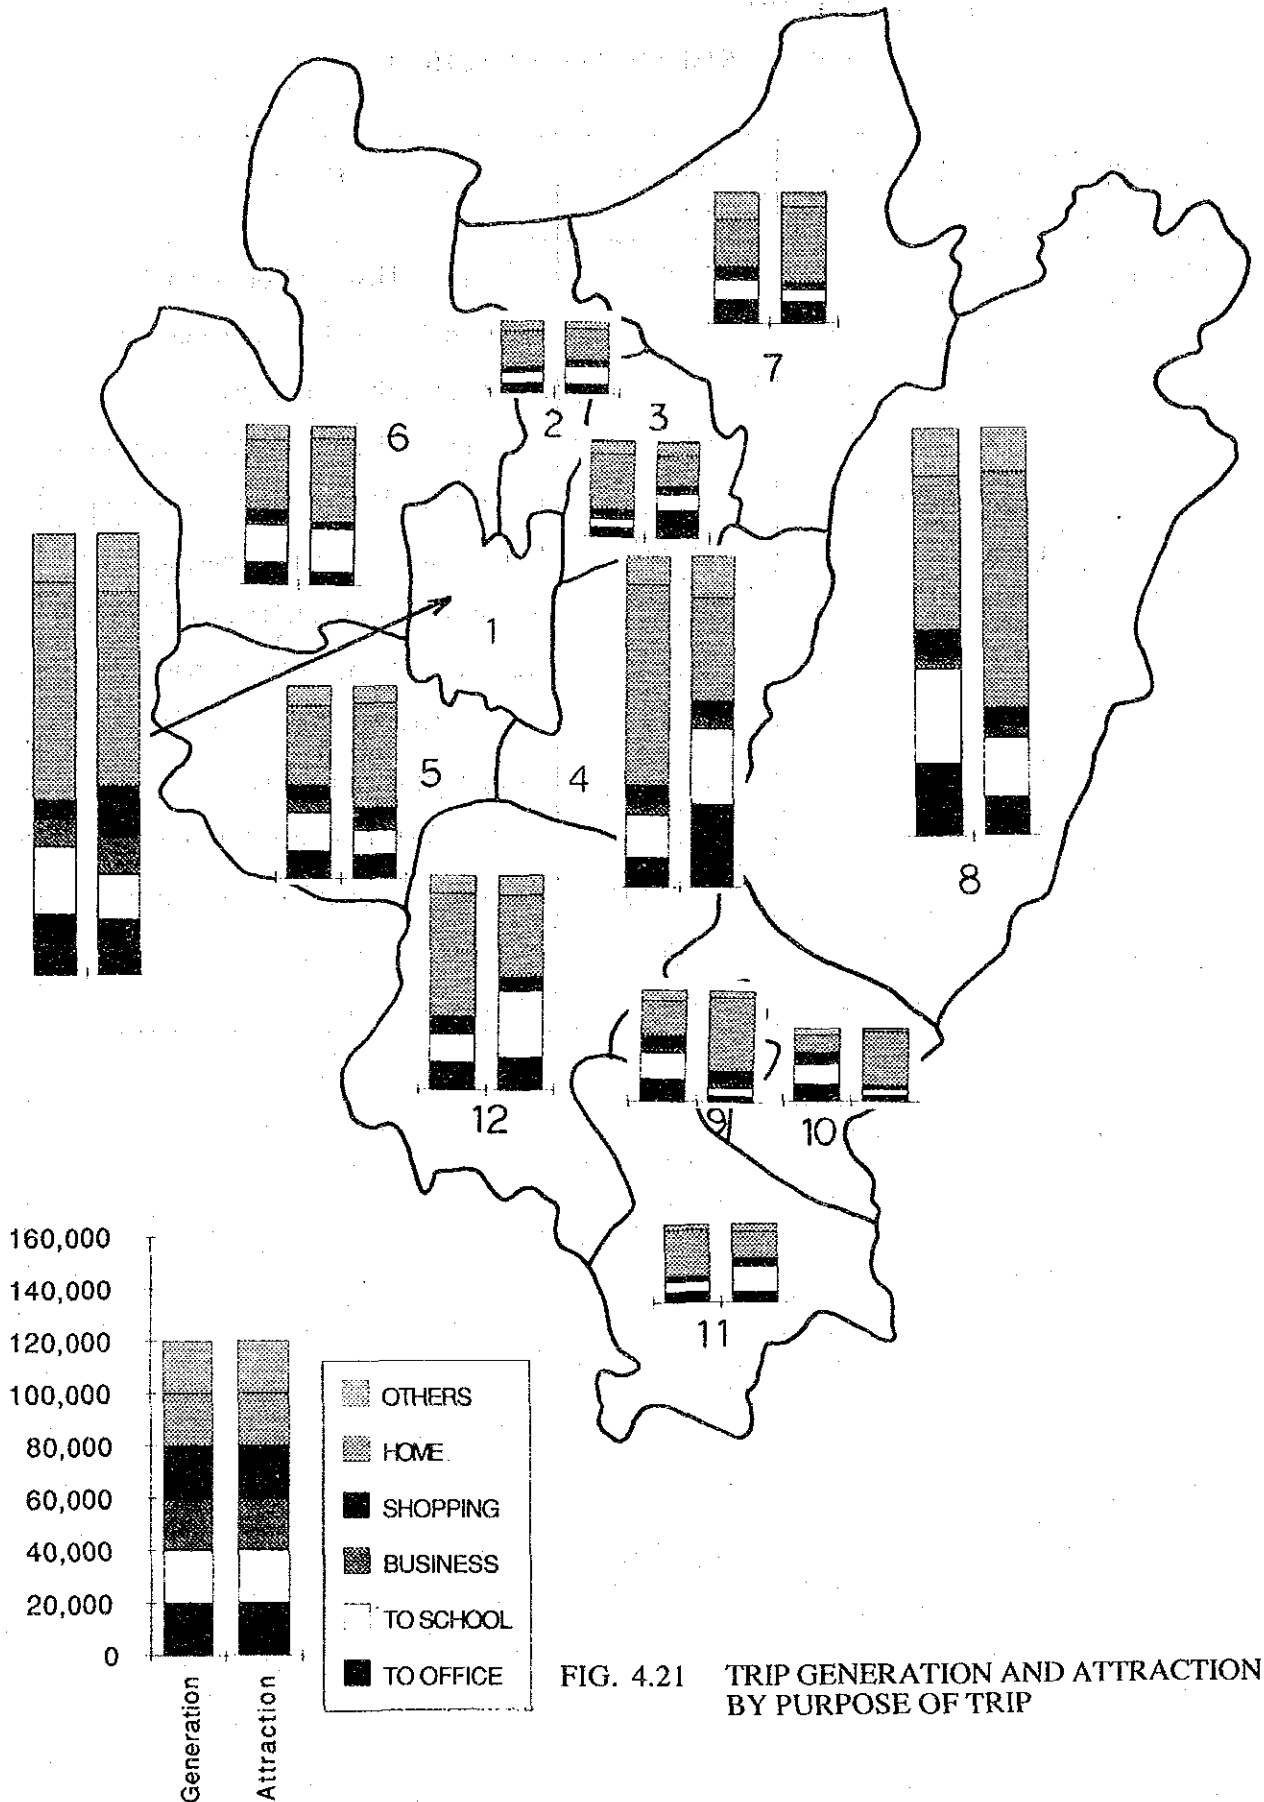 7
6
2
3
1
5
4
8
12
9
10
11
160,000
140,000
120,000
100,000
80,000
60,000
40,000
20,000
0
Generation
Attraction
OTHERS
HOME
SHOPPING
BUSINESS
TO SCHOOL
TO OFFICE
FIG. 4.21 TRIP GENERATION AND ATTRACTION
BY PURPOSE OF TRIP